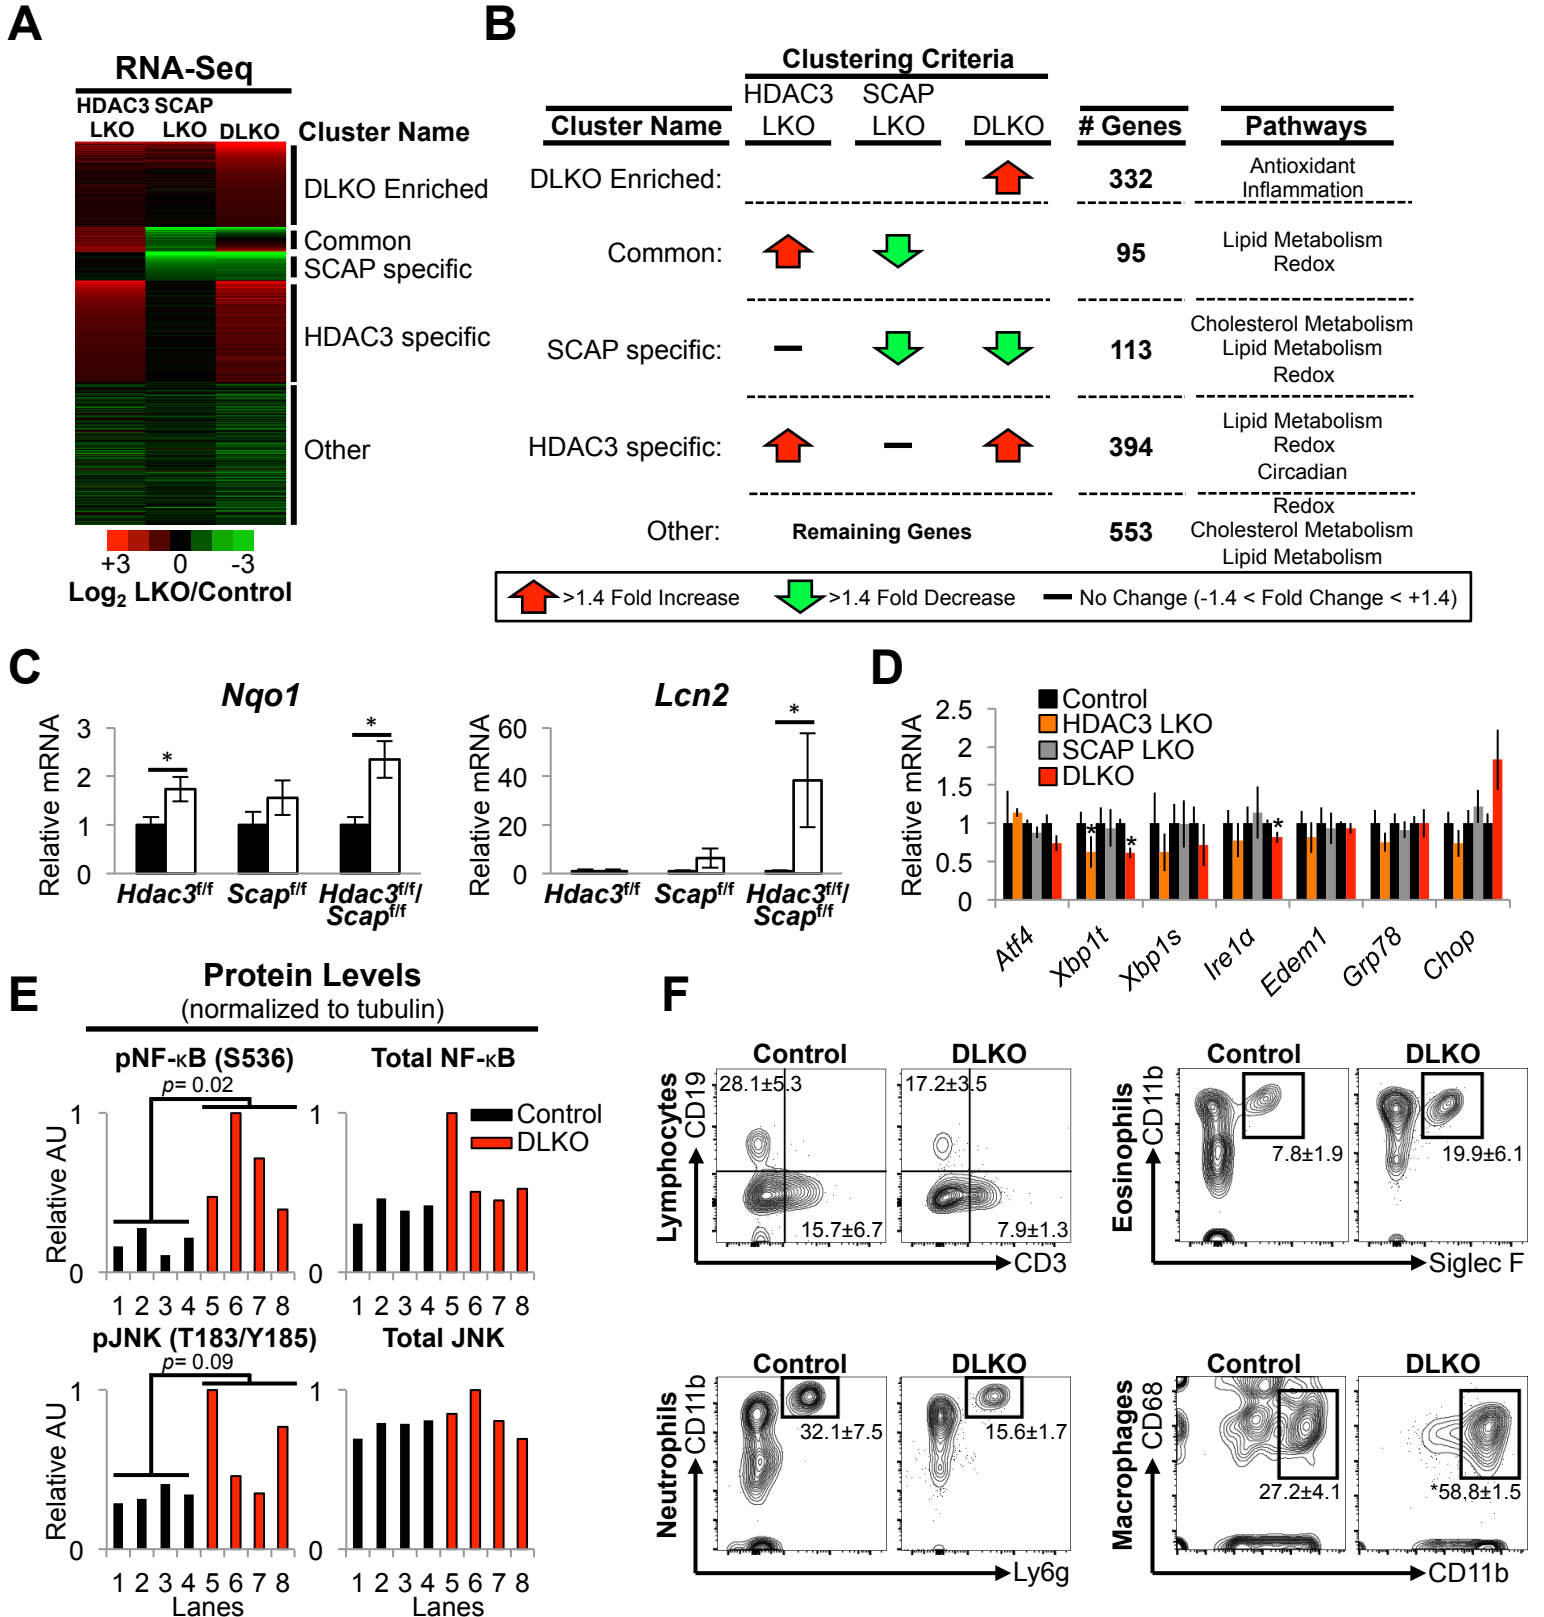 A
RNA-Seq
HDAC3 SCAP
LKO LKO DLKO Cluster Name
DLKO Enriched
Common
SCAP specific
HDAC3 specific
Other
+3 0 -3
Log2 LKO/Control
B
Clustering Criteria
HDAC3 SCAP
Cluster Name LKO LKO DLKO # Genes Pathways
DLKO Enriched: 332 Antioxidant
Inflammation
Common: 95 Lipid Metabolism
Redox
SCAP specific: 113 Cholesterol Metabolism
Lipid Metabolism
Redox
HDAC3 specific: 394 Lipid Metabolism
Redox
Circadian
Other: Remaining Genes 553 Redox
Cholesterol Metabolism
Lipid Metabolism
>1.4 Fold Increase >1.4 Fold Decrease No Change (-1.4 < Fold Change < +1.4)
C
Nqo1
Relative mRNA
3
2
1
0
* *
Hdac3f/f Scapf/f Hdac3f/f/
Scapf/f
Lcn2
Relative mRNA
60
40
20
0
*
Hdac3f/f Scapf/f Hdac3f/f/
Scapf/f
D
Relative mRNA
2.5
2
1.5
1
0.5
0
Control
HDAC3 LKO
SCAP LKO
DLKO
* * *
Atf4 Xbp1t Xbp1s Ire1α Edem1 Grp78 Chop
E
Protein Levels
(normalized to tubulin)
pNF-κB (S536) Total NF-κB
p= 0.02
Control
DLKO
Relative AU
1
0
1
0
1 2 3 4 5 6 7 8 1 2 3 4 5 6 7 8
pJNK (T183/Y185) Total JNK
p= 0.09
Relative AU
1
0
1
0
1 2 3 4 5 6 7 8 1 2 3 4 5 6 7 8
Lanes Lanes
F
Control DLKO
Lymphocytes
CD19
28.1±5.3 17.2±3.5
15.7±6.7 7.9±1.3
CD3
Control DLKO
Eosinophils
CD11b
7.8±1.9 19.9±6.1
Siglec F
Control DLKO
Neutrophils
CD11b
32.1±7.5 15.6±1.7
Ly6g
Control DLKO
Macrophages
CD68
27.2±4.1 *58.8±1.5
CD11b